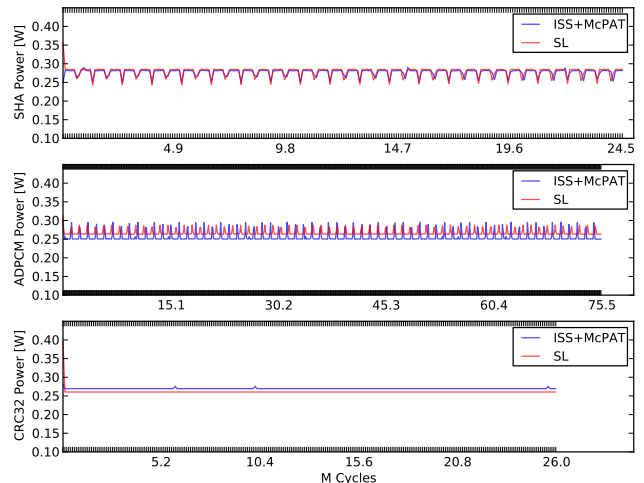 SHA Power [W]
0.40
0.35
0.30
0.25
0.20
0.15
0.10
ISS+McPAT
SL
4.9 9.8 14.7 19.6 24.5
ADPCM Power [W]
0.40
0.35
0.30
0.25
0.20
0.15
0.10
ISS+McPAT
SL
15.1 30.2 45.3 60.4 75.5
CRC32 Power [W]
0.40
0.35
0.30
0.25
0.20
0.15
0.10
ISS+McPAT
SL
5.2 10.4 15.6 20.8 26.0
M Cycles